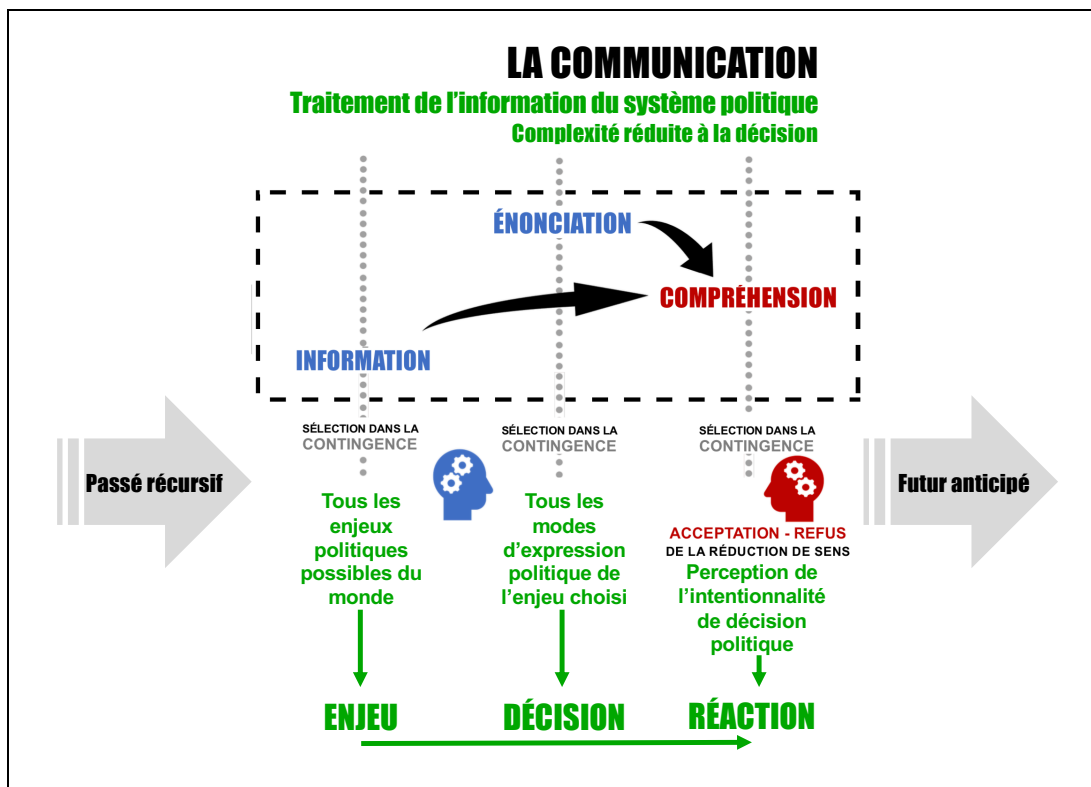 LA COMMUNICATION
Traitement de l'information du système politique
Complexité réduite à la décision
ÉNONCIATION
COMPRÉHENSION
INFORMATION
Passé récursif
SÉLECTION DANS LA
CONTINGENCE
Tous les
enjeux
politiques
possibles du
monde
SÉLECTION DANS LA
CONTINGENCE
Tous les
modes
d'expression
politique de
l'enjeu choisi
SÉLECTION DANS LA
CONTINGENCE
ACCEPTATION - REFUS
DE LA RÉDUCTION DE SENS
Perception de
l'intentionnalité
de décision
politique
Futur anticipé
ENJEU
DÉCISION
RÉACTION